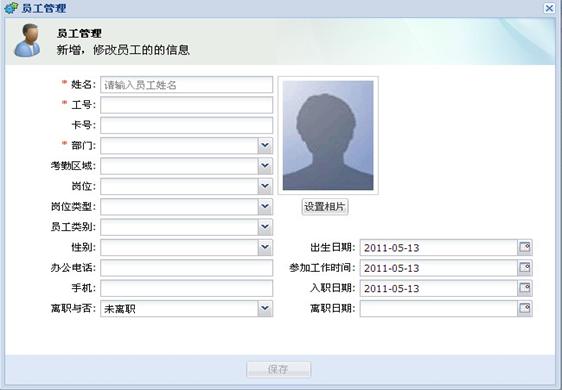 员工管理
员工管理
新增，修改员工的的信息
* 姓名: 请输入员工姓名
* 工号:
卡号:
* 部门:
考勤区域:
岗位:
岗位类型: 设置相片
员工类别:
性别: 出生日期: 2011-05-13
办公电话: 参加工作时间: 2011-05-13
手机: 入职日期: 2011-05-13
离职与否: 未离职 离职日期:
保存